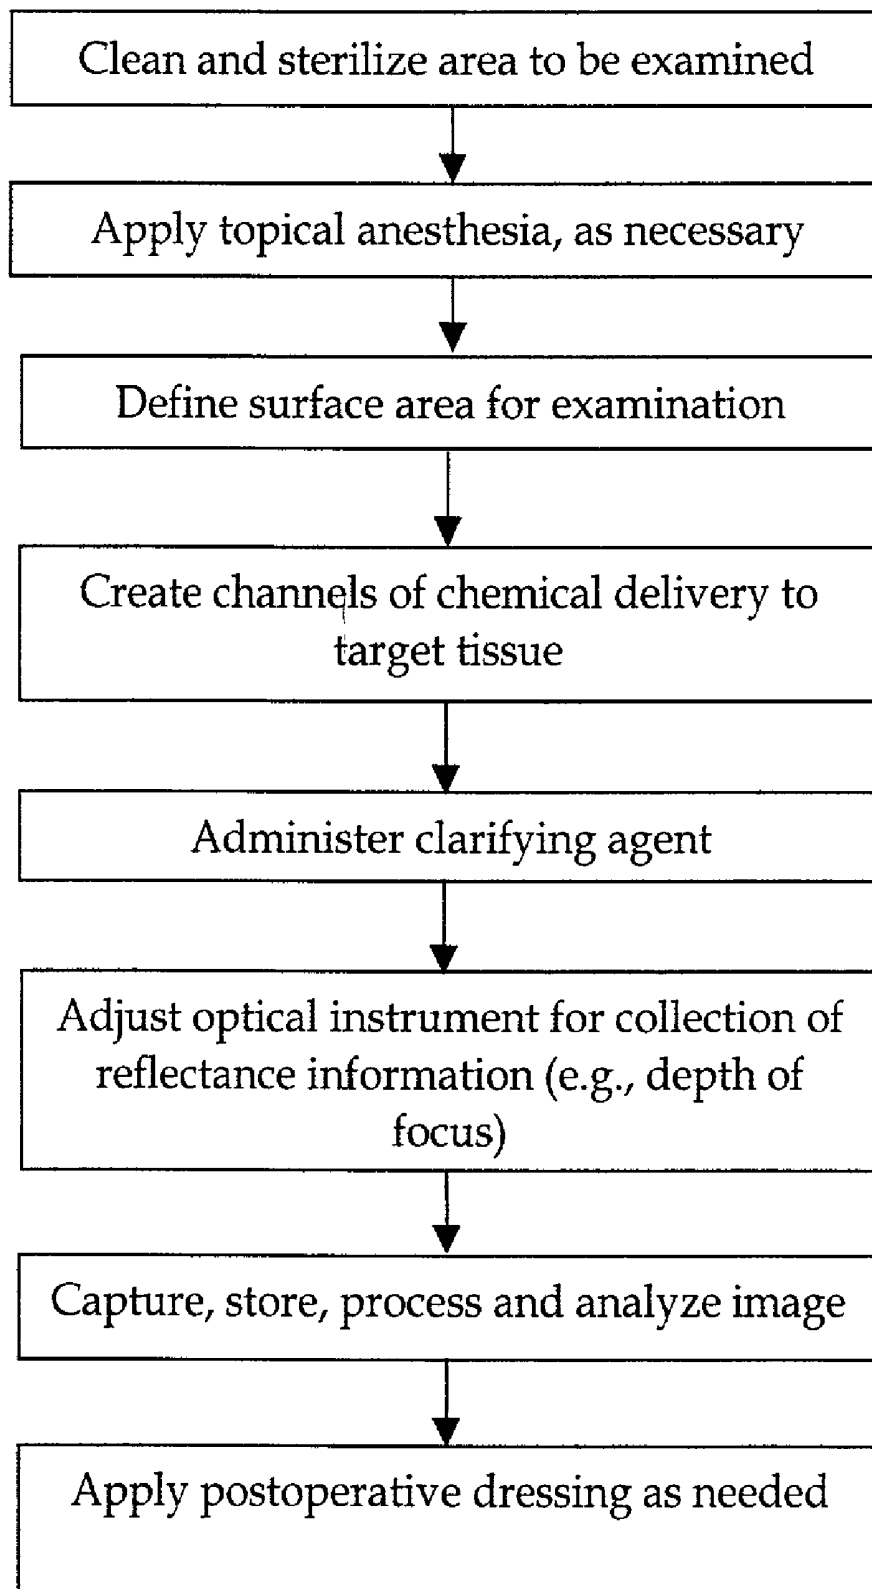 Clean and sterilize area to be examined
Apply topical anesthesia, as necessary
Define surface area for examination
Create channels of chemical delivery to
target tissue
Administer clarifying agent
Adjust optical instrument for collection of
reflectance information (e.g., depth of
focus)
Capture, store, process and analyze image
Apply postoperative dressing as needed